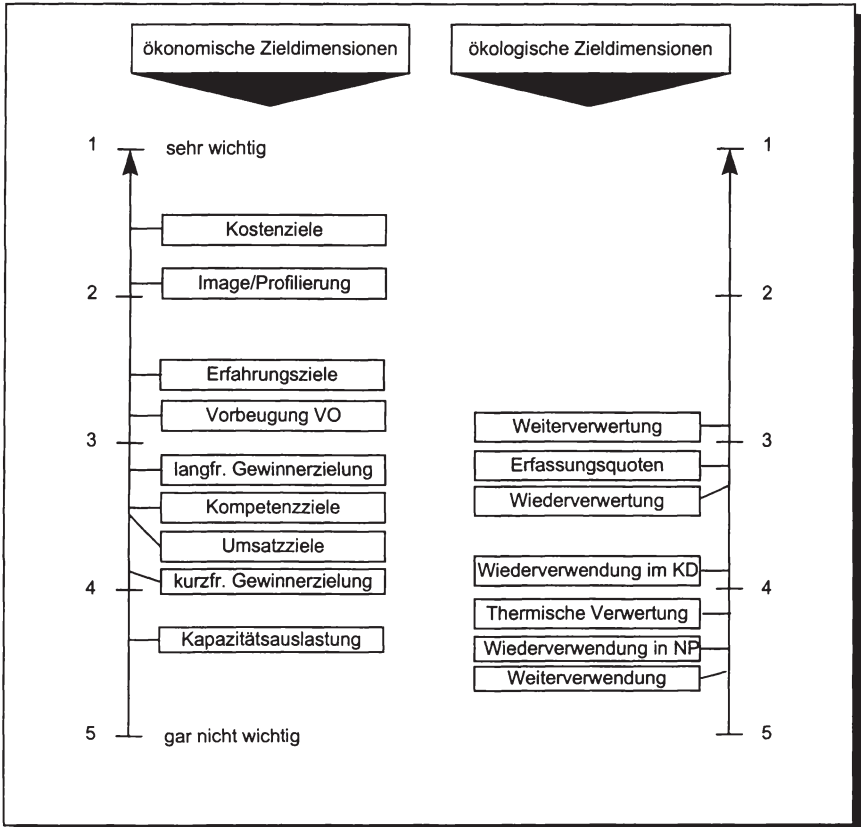 ökonomische Zieldimensionen
ökologische Zieldimensionen
1 sehr wichtig
Kostenziele
Image/Profilierung
2
Erfahrungsziele
Vorbeugung VO
3
langfr. Gewinnerzielung
Kompetenzziele
Umsatzziele
kurzfr. Gewinnerzielung
4
Kapazitätsauslastung
5 gar nicht wichtig
1
2
Weiterverwertung
3
Erfassungsquoten
Wiederverwertung
Wiederverwendung im KD
4
Thermische Verwertung
Wiederverwendung in NP
Weiterverwendung
5